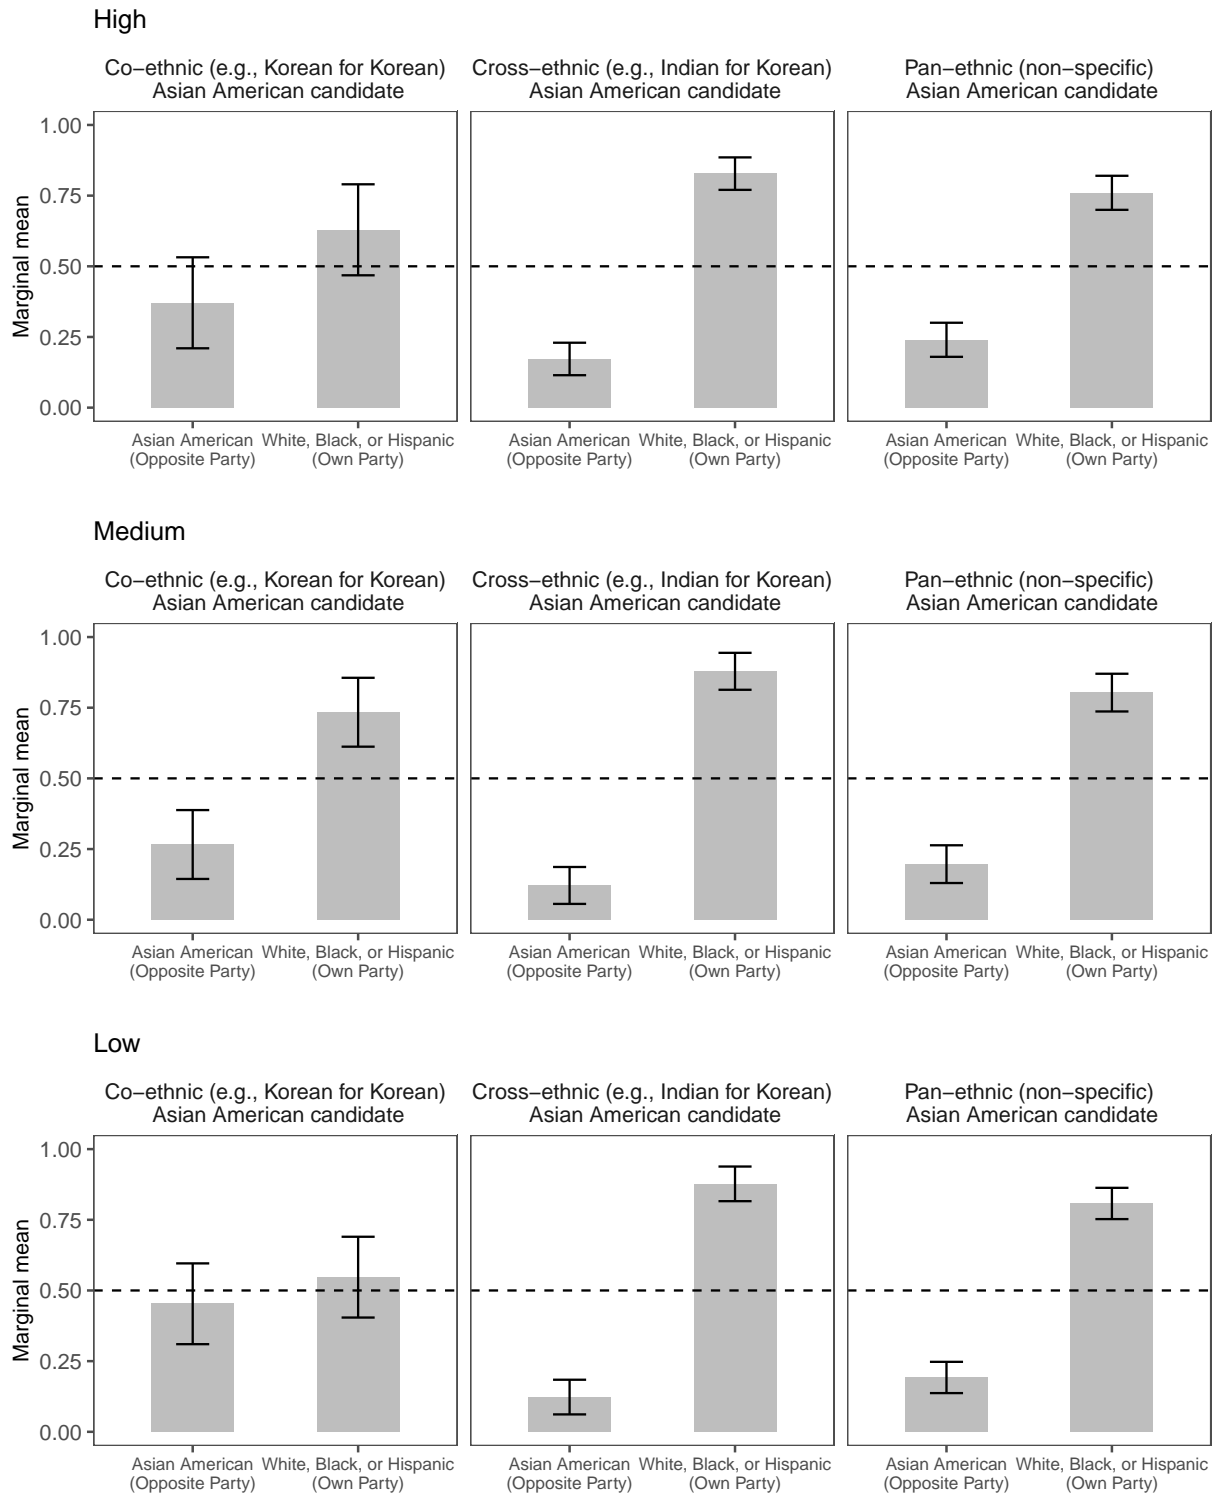 High
Co−ethnic (e.g., Korean for Korean)
Asian American candidate
Cross−ethnic (e.g., Indian for Korean)
Asian American candidate
Pan−ethnic (non−specific)
Asian American candidate
Marginal mean
1.00
0.75
0.50
0.25
0.00
Asian American
(Opposite Party)
White, Black, or Hispanic
(Own Party)
Asian American
(Opposite Party)
White, Black, or Hispanic
(Own Party)
Asian American
(Opposite Party)
White, Black, or Hispanic
(Own Party)
Medium
Co−ethnic (e.g., Korean for Korean)
Asian American candidate
Cross−ethnic (e.g., Indian for Korean)
Asian American candidate
Pan−ethnic (non−specific)
Asian American candidate
Marginal mean
1.00
0.75
0.50
0.25
0.00
Asian American
(Opposite Party)
White, Black, or Hispanic
(Own Party)
Asian American
(Opposite Party)
White, Black, or Hispanic
(Own Party)
Asian American
(Opposite Party)
White, Black, or Hispanic
(Own Party)
Low
Co−ethnic (e.g., Korean for Korean)
Asian American candidate
Cross−ethnic (e.g., Indian for Korean)
Asian American candidate
Pan−ethnic (non−specific)
Asian American candidate
Marginal mean
1.00
0.75
0.50
0.25
0.00
Asian American
(Opposite Party)
White, Black, or Hispanic
(Own Party)
Asian American
(Opposite Party)
White, Black, or Hispanic
(Own Party)
Asian American
(Opposite Party)
White, Black, or Hispanic
(Own Party)